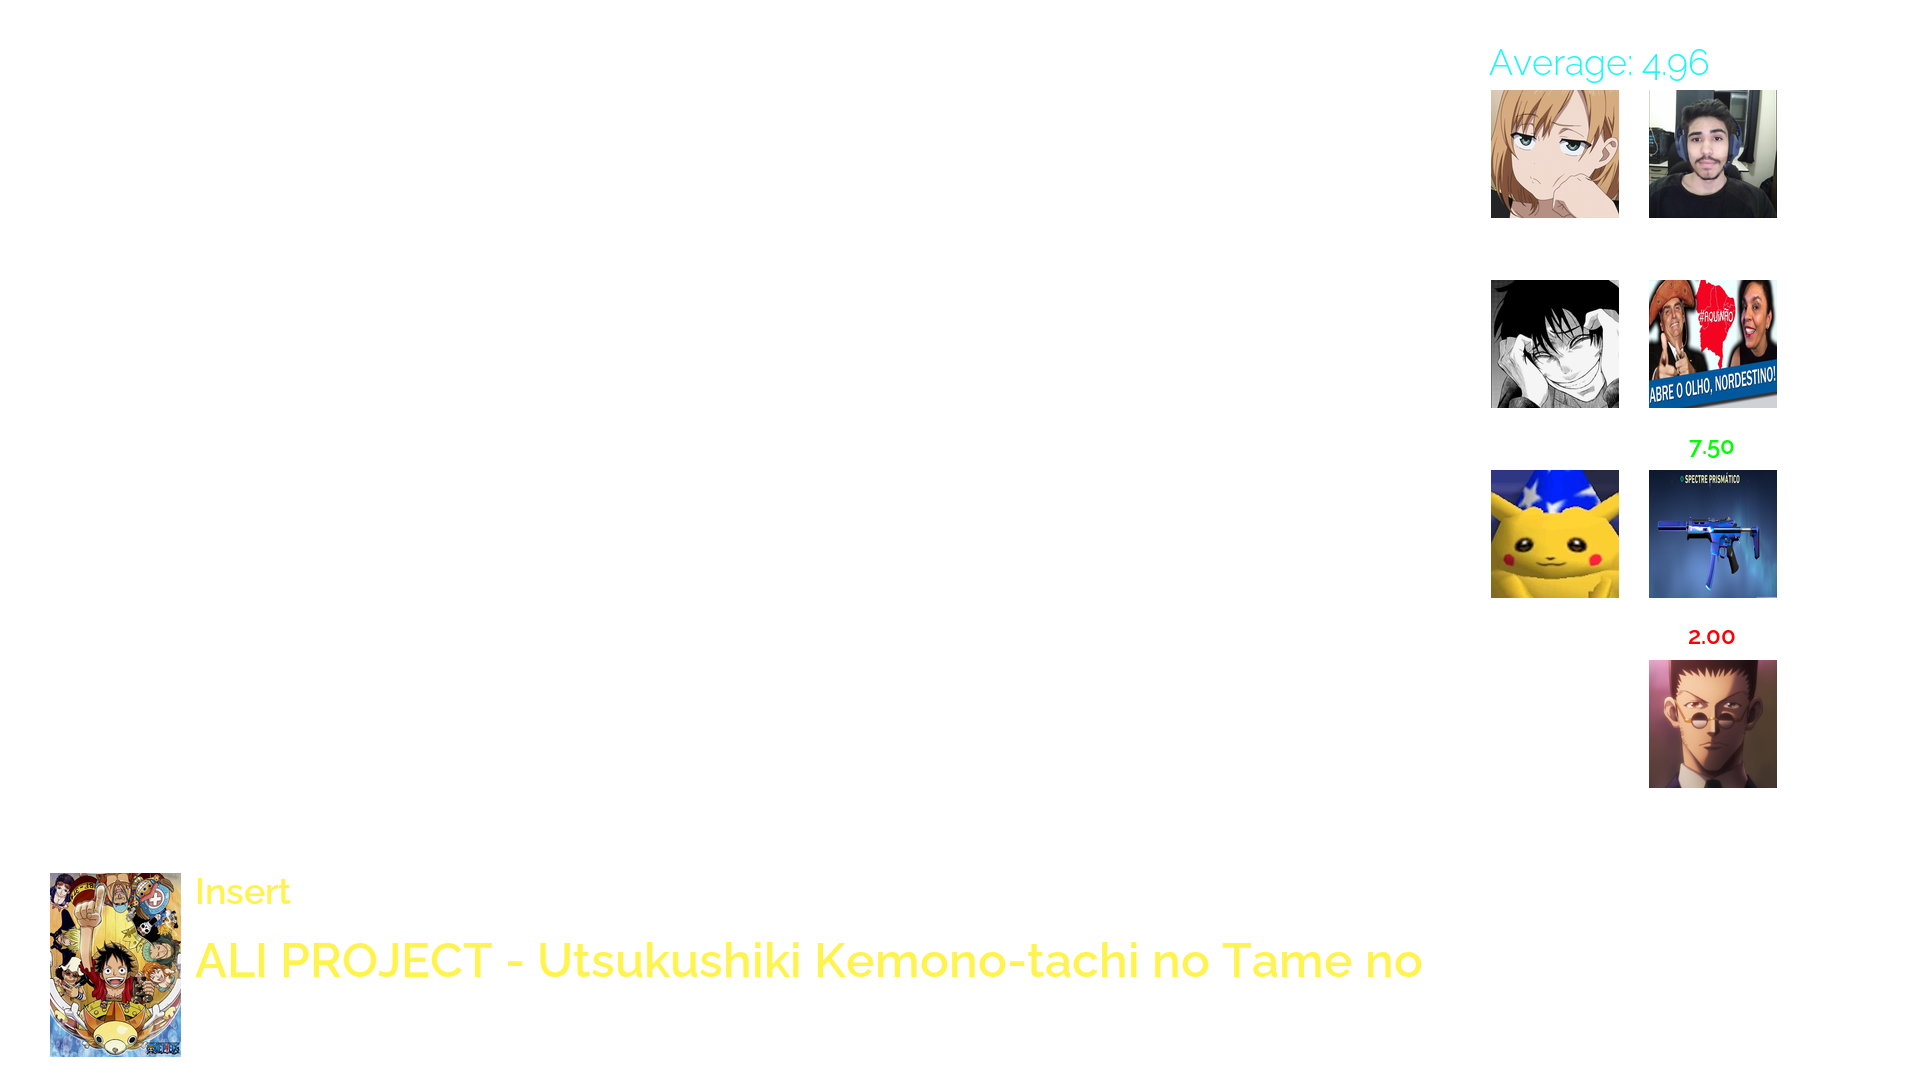 Average: 4.96
#AQUINÃO
ABRE O OLHO, NORDESTINO!
7.50
SPECTRE PRISMÁTICO
2.00
Insert
ALI PROJECT - Utsukushiki Kemono-tachi no Tame no